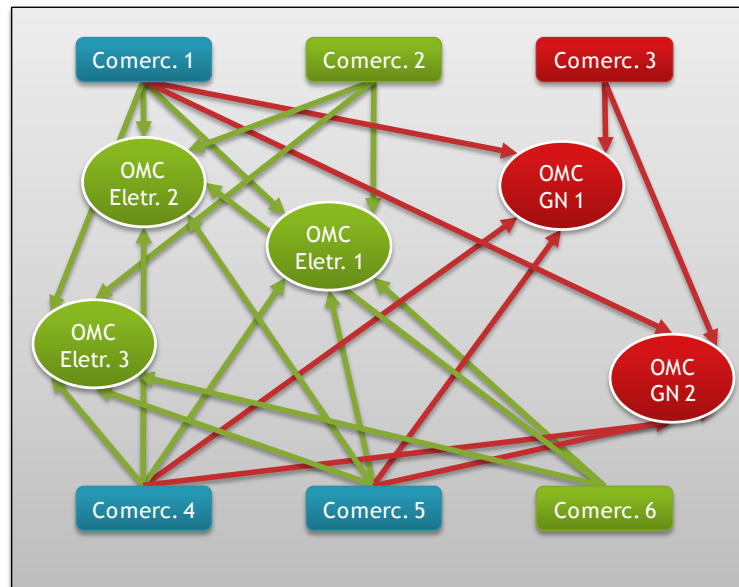 Comerc. 1
Comerc. 2
Comerc. 3
OMC
Eletr. 2
OMC
GN 1
OMC
Eletr. 1
OMC
Eletr. 3
OMC
GN 2
Comerc. 4
Comerc. 5
Comerc. 6